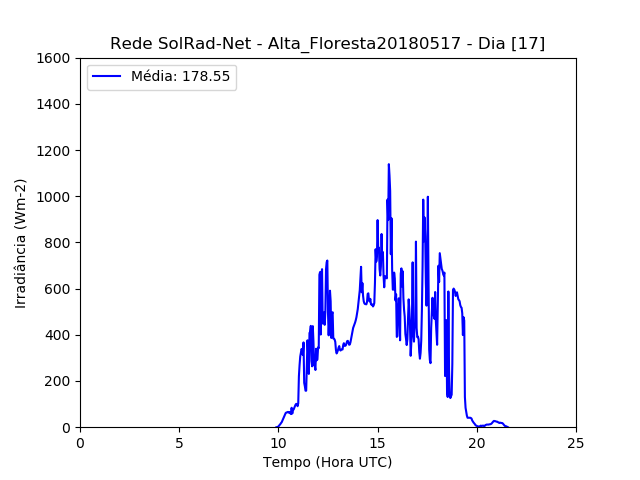 Rede SolRad-Net - Alta_Floresta20180517 - Dia [17]
Média: 178.55
1600
1400
1200
1000
800
600
400
200
0
Irradiância (Wm-2)
0 5 10 15 20 25
Tempo (Hora UTC)